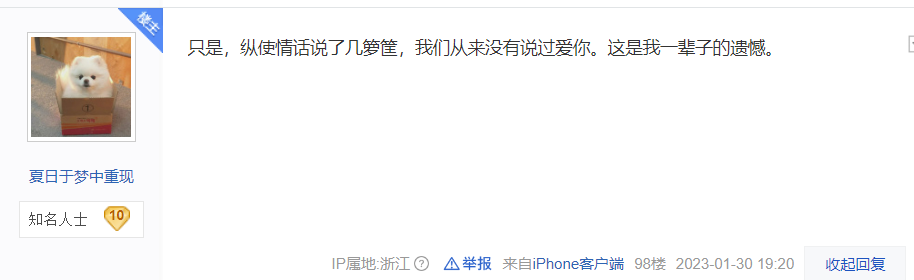 楼主
只是，纵使情话说了几箩筐，我们从来没有说过爱你。这是我一辈子的遗憾。
夏日于梦中重现
知名人士 10
IP属地:浙江 举报 来自iPhone客户端 98楼 2023-01-30 19:20 收起回复